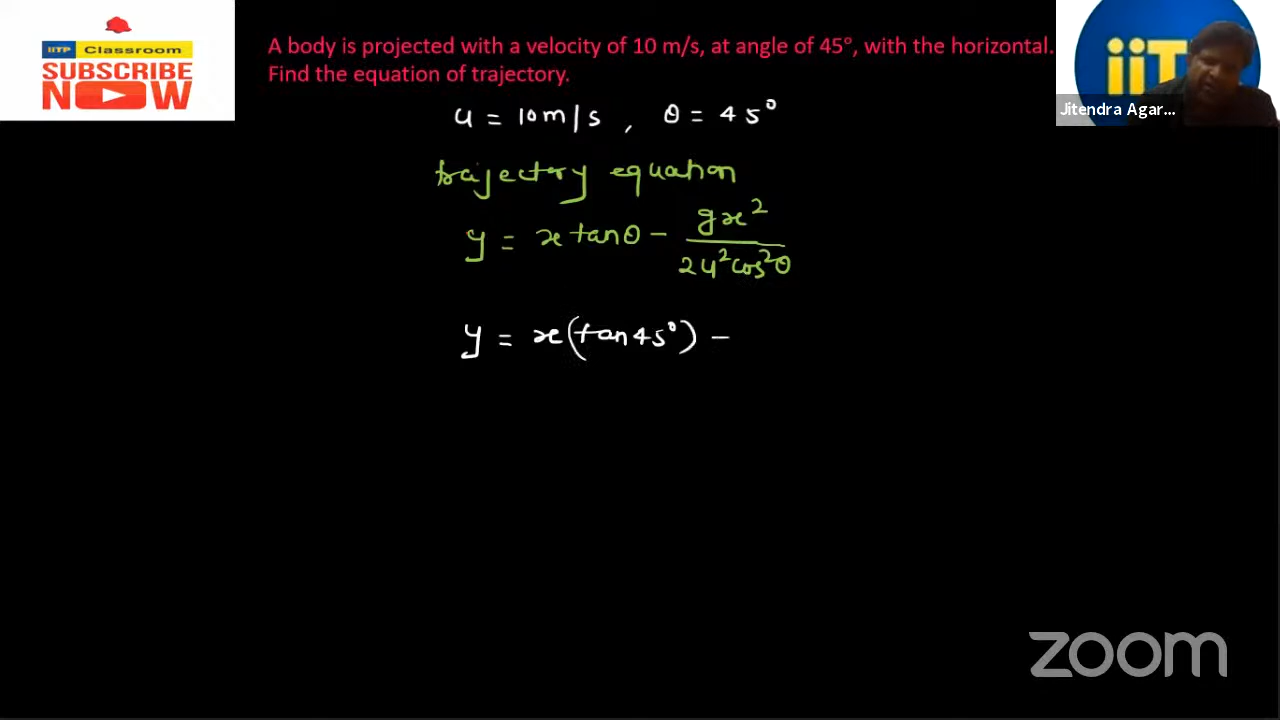 IITP Classroom
SUBSCRIBE
NOW
A body is projected with a velocity of 10 m/s, at angle of 45°, with the horizontal.
Find the equation of trajectory.
iiT
Jitendra Agar...
u = 10m/s , θ = 45°
trajectory equation
y = x tanθ - gx²/2u²cos²θ
y = x(tan45°) -
zoom